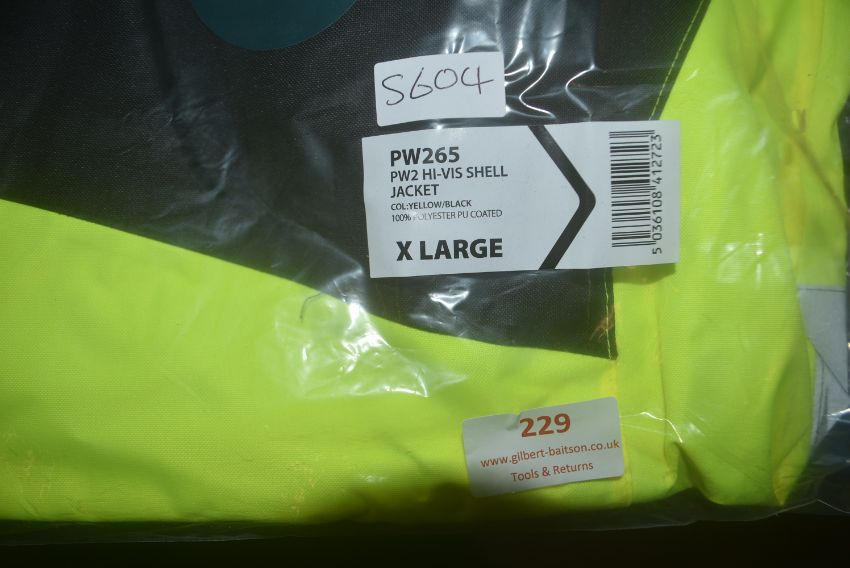 S604
PW265
PW2 HI-VIS SHELL
JACKET
COL:YELLOW/BLACK
100% POLYESTER PU COATED
X LARGE
5 036108 412723
229
www.gilbert-baitson.co.uk
Tools & Returns